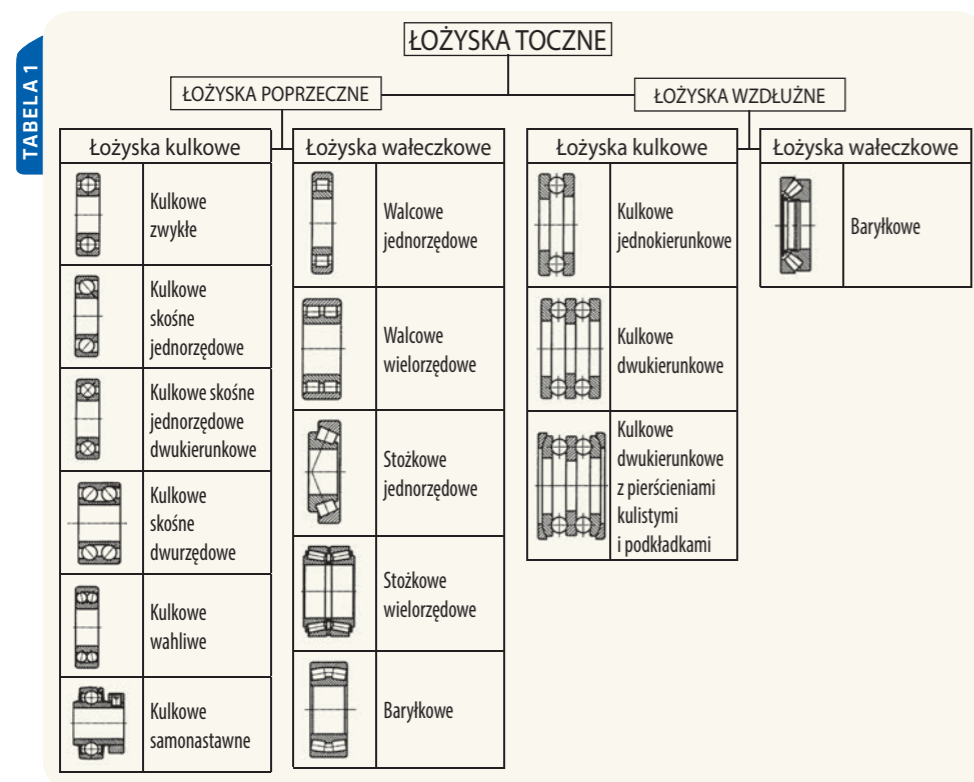 TABELA 1
ŁOŻYSKA TOCZNE
ŁOŻYSKA POPRZECZNE
ŁOŻYSKA WZDŁUŻNE
Łożyska kulkowe
Kulkowe
zwykłe
Kulkowe
skośne
jednorzędowe
Kulkowe skośne
jednorzędowe
dwukierunkowe
Kulkowe
skośne
dwurzędowe
Kulkowe
wahliwe
Kulkowe
samonastawne
Łożyska wałeczkowe
Walcowe
jednorzędowe
Walcowe
wielorzędowe
Stożkowe
jednorzędowe
Stożkowe
wielorzędowe
Baryłkowe
Łożyska kulkowe
Kulkowe
jednokierunkowe
Kulkowe
dwukierunkowe
Kulkowe
dwukierunkowe
z pierścieniami
kulistymi
i podkładkami
Łożyska wałeczkowe
Baryłkowe